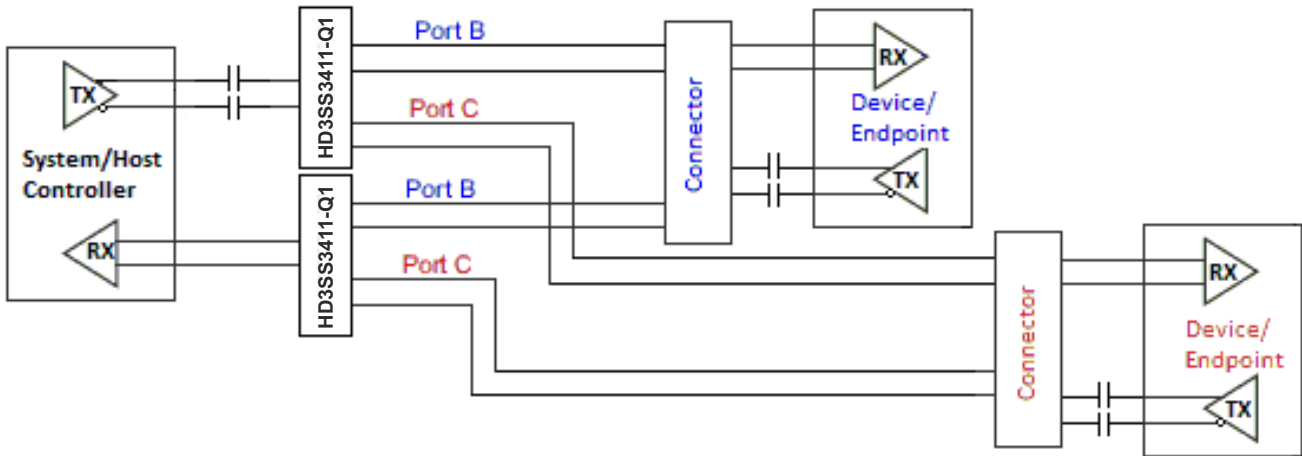 TX
System/Host
Controller
RX
HD3SS3411-Q1
HD3SS3411-Q1
Port B
Port C
Port B
Port C
Connector
RX
Device/
Endpoint
TX
Connector
RX
Device/
Endpoint
TX